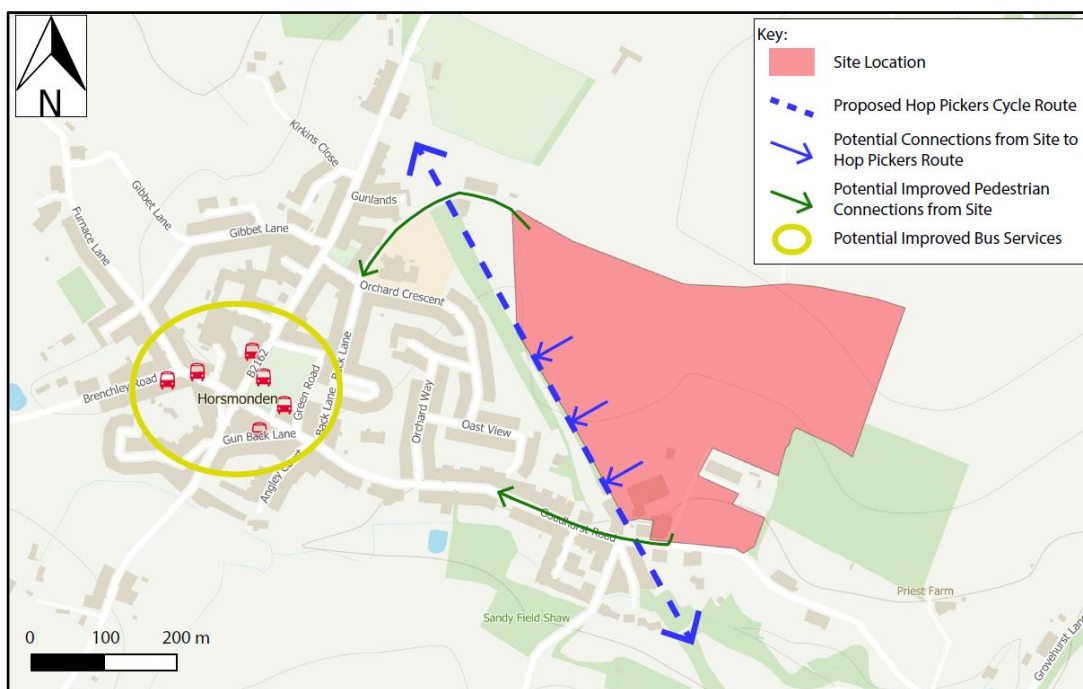 N
Key:
Site Location
Proposed Hop Pickers Cycle Route
Potential Connections from Site to
Hop Pickers Route
Potential Improved Pedestrian
Connections from Site
Potential Improved Bus Services
Kirkins Close
Gibbet Lane
Gunlands
Furnace Lane
Gibbet Lane
Orchard Crescent
Back Lane
B2162
Green Road
Brenchley Road
Horsmonden
Back Lane
Orchard Way
Oast View
Gun Back Lane
Goudhurst Road
Priest Farm
Sandy Field Shaw
Grovehurst Lane
0
100
200 m